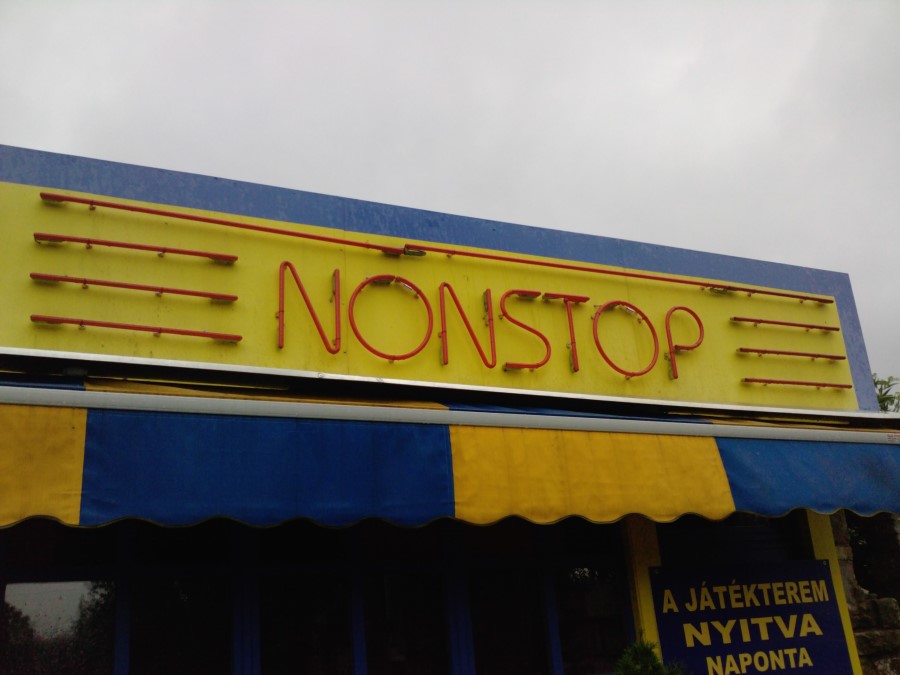 NONSTOP
A JÁTÉKTEREM
NYITVA
NAPONTA